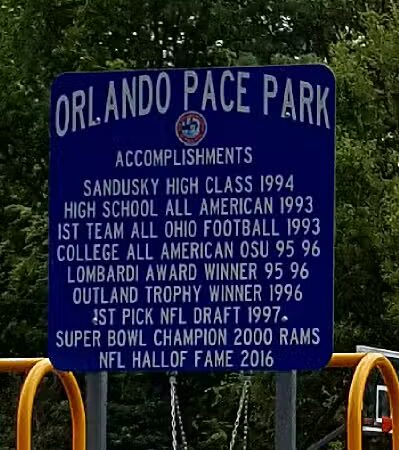 ORLANDO PACE PARK
ACCOMPLISHMENTS
SANDUSKY HIGH CLASS 1994
HIGH SCHOOL ALL AMERICAN 1993
1ST TEAM ALL OHIO FOOTBALL 1993
COLLEGE ALL AMERICAN OSU 95 96
LOMBARDI AWARD WINNER 95 96
OUTLAND TROPHY WINNER 1996
1ST PICK NFL DRAFT 1997
SUPER BOWL CHAMPION 2000 RAMS
NFL HALLOF FAME 2016